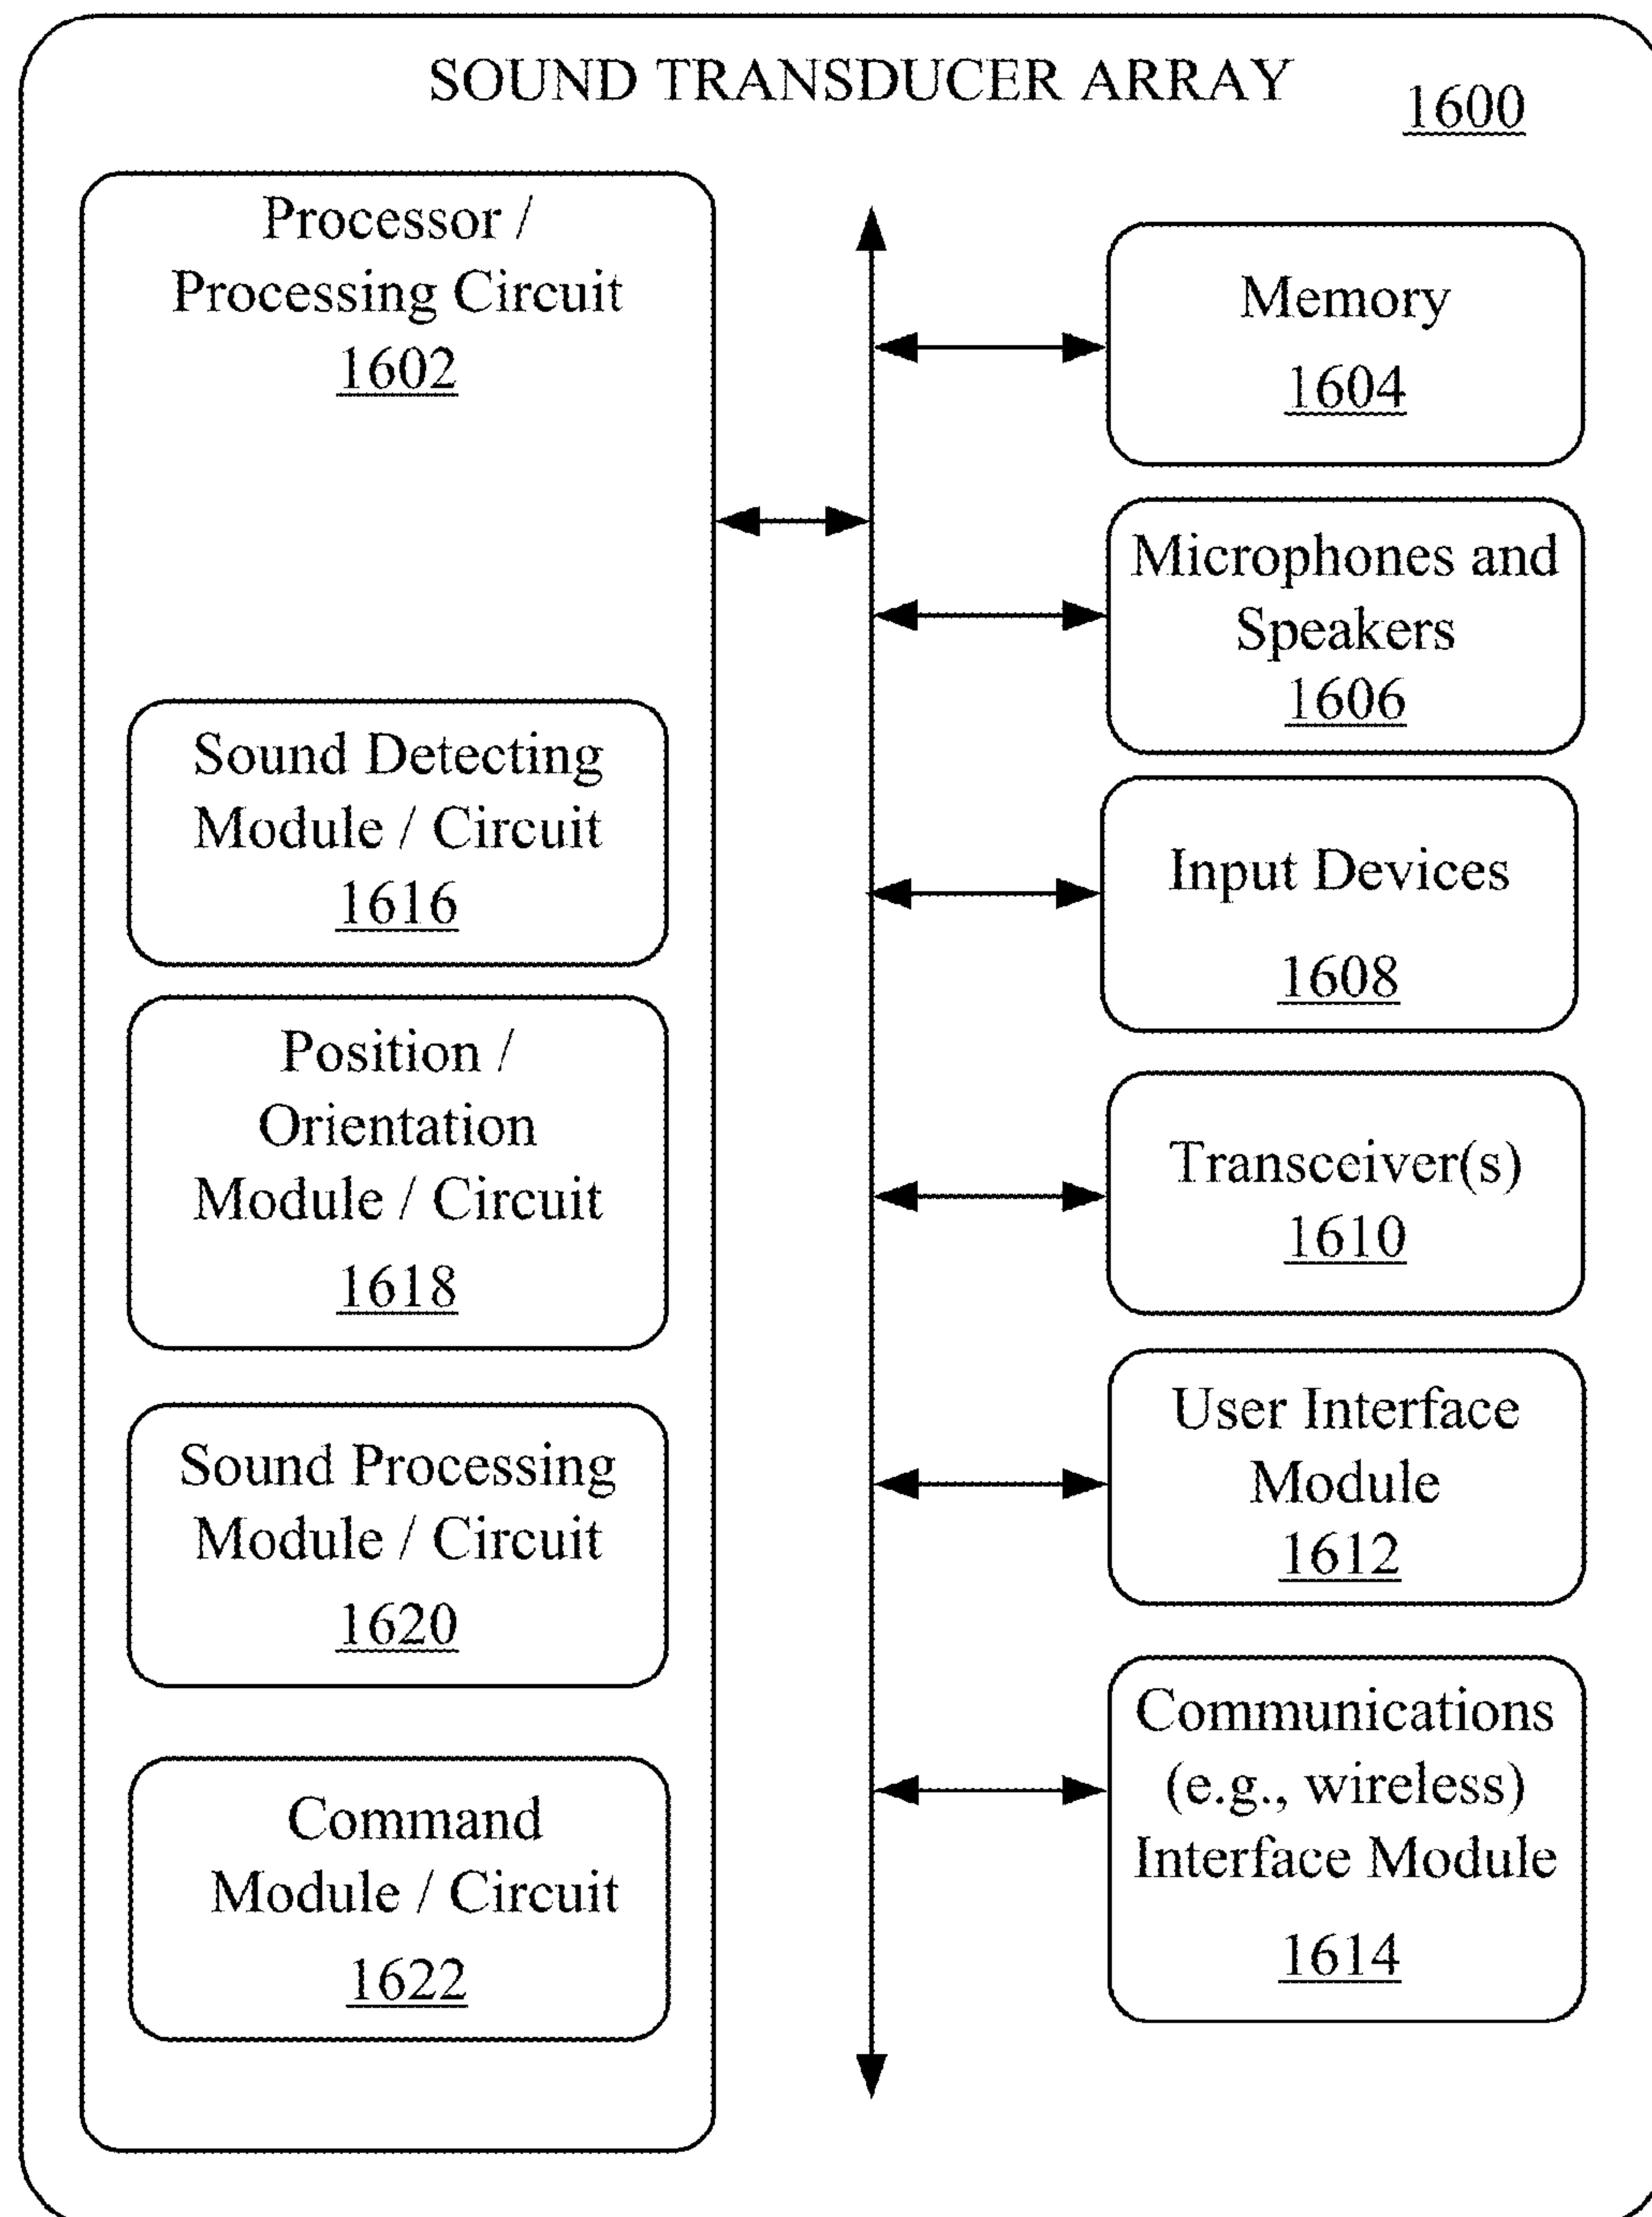 SOUND TRANSDUCER ARRAY
1600
Processor /
Processing Circuit
1602
Sound Detecting
Module / Circuit
1616
Position /
Orientation
Module / Circuit
1618
Sound Processing
Module / Circuit
1620
Command
Module / Circuit
1622
Memory
1604
Microphones and
Speakers
1606
Input Devices
1608
Transceiver(s)
1610
User Interface
Module
1612
Communications
(e.g., wireless)
Interface Module
1614